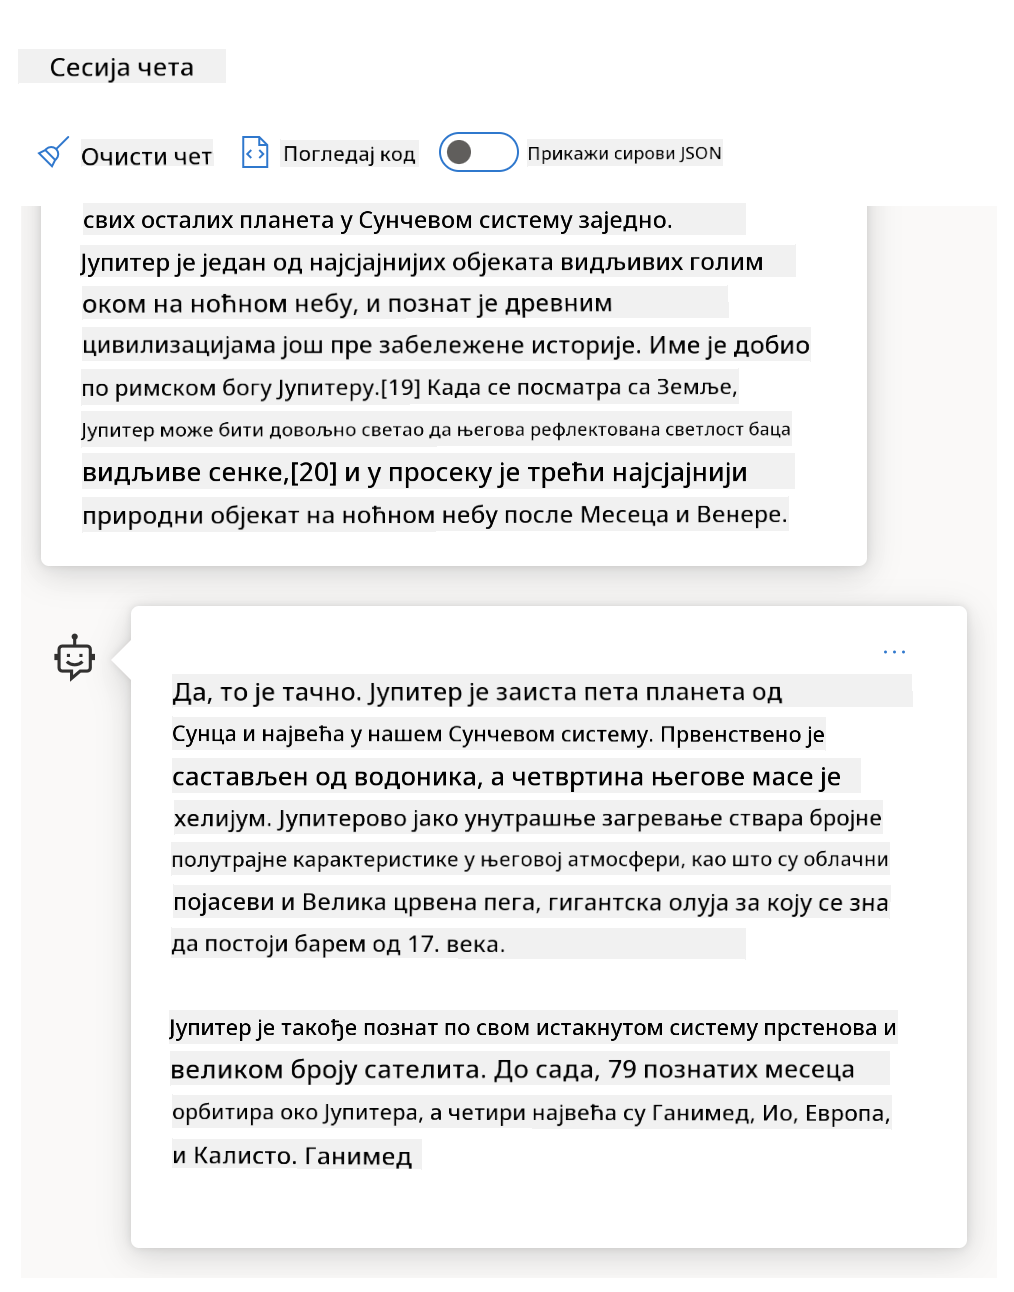 Сесија чета
Очисти чет
Погледај код
Прикажи сирови JSON
свих осталих планета у Сунчевом систему заједно.
Јупитер је један од најсјајнијих објеката видљивих голим
оком на ноћном небу, и познат је древним
цивилизацијама још пре забележене историје. Име је добио
по римском богу Јупитеру.[19] Када се посматра са Земље,
Јупитер може бити довољно светао да његова рефлектована светлост баца
видљиве сенке,[20] и у просеку је трећи најсјајнији
природни објекат на ноћном небу после Месеца и Венере.
...
Да, то је тачно. Јупитер је заиста пета планета од
Сунца и највећа у нашем Сунчевом систему. Првенствено је
састављен од водоника, а четвртина његове масе је
хелијум. Јупитерово јако унутрашње загревање ствара бројне
полутрајне карактеристике у његовој атмосфери, као што су облачни
појасеви и Велика црвена пега, гигантска олуја за коју се зна
да постоји барем од 17. века.
Јупитер је такође познат по свом истакнутом систему прстенова и
великом броју сателита. До сада, 79 познатих месеца
орбитира око Јупитера, а четири највећа су Ганимед, Ио, Европа,
и Калисто. Ганимед